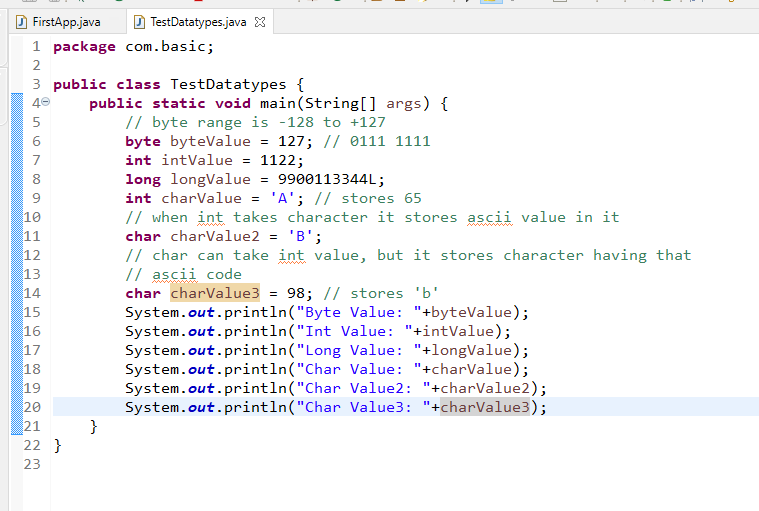 FirstApp.java TestDatatypes.java
1 package com.basic;
2
3 public class TestDatatypes {
4 public static void main(String[] args) {
5 // byte range is -128 to +127
6 byte byteValue = 127; // 0111 1111
7 int intValue = 1122;
8 long longValue = 9900113344L;
9 int charValue = 'A'; // stores 65
10 // when int takes character it stores ascii value in it
11 char charValue2 = 'B';
12 // char can take int value, but it stores character having that
13 // ascii code
14 char charValue3 = 98; // stores 'b'
15 System.out.println("Byte Value: "+byteValue);
16 System.out.println("Int Value: "+intValue);
17 System.out.println("Long Value: "+longValue);
18 System.out.println("Char Value: "+charValue);
19 System.out.println("Char Value2: "+charValue2);
20 System.out.println("Char Value3: "+charValue3);
21 }
22 }
23